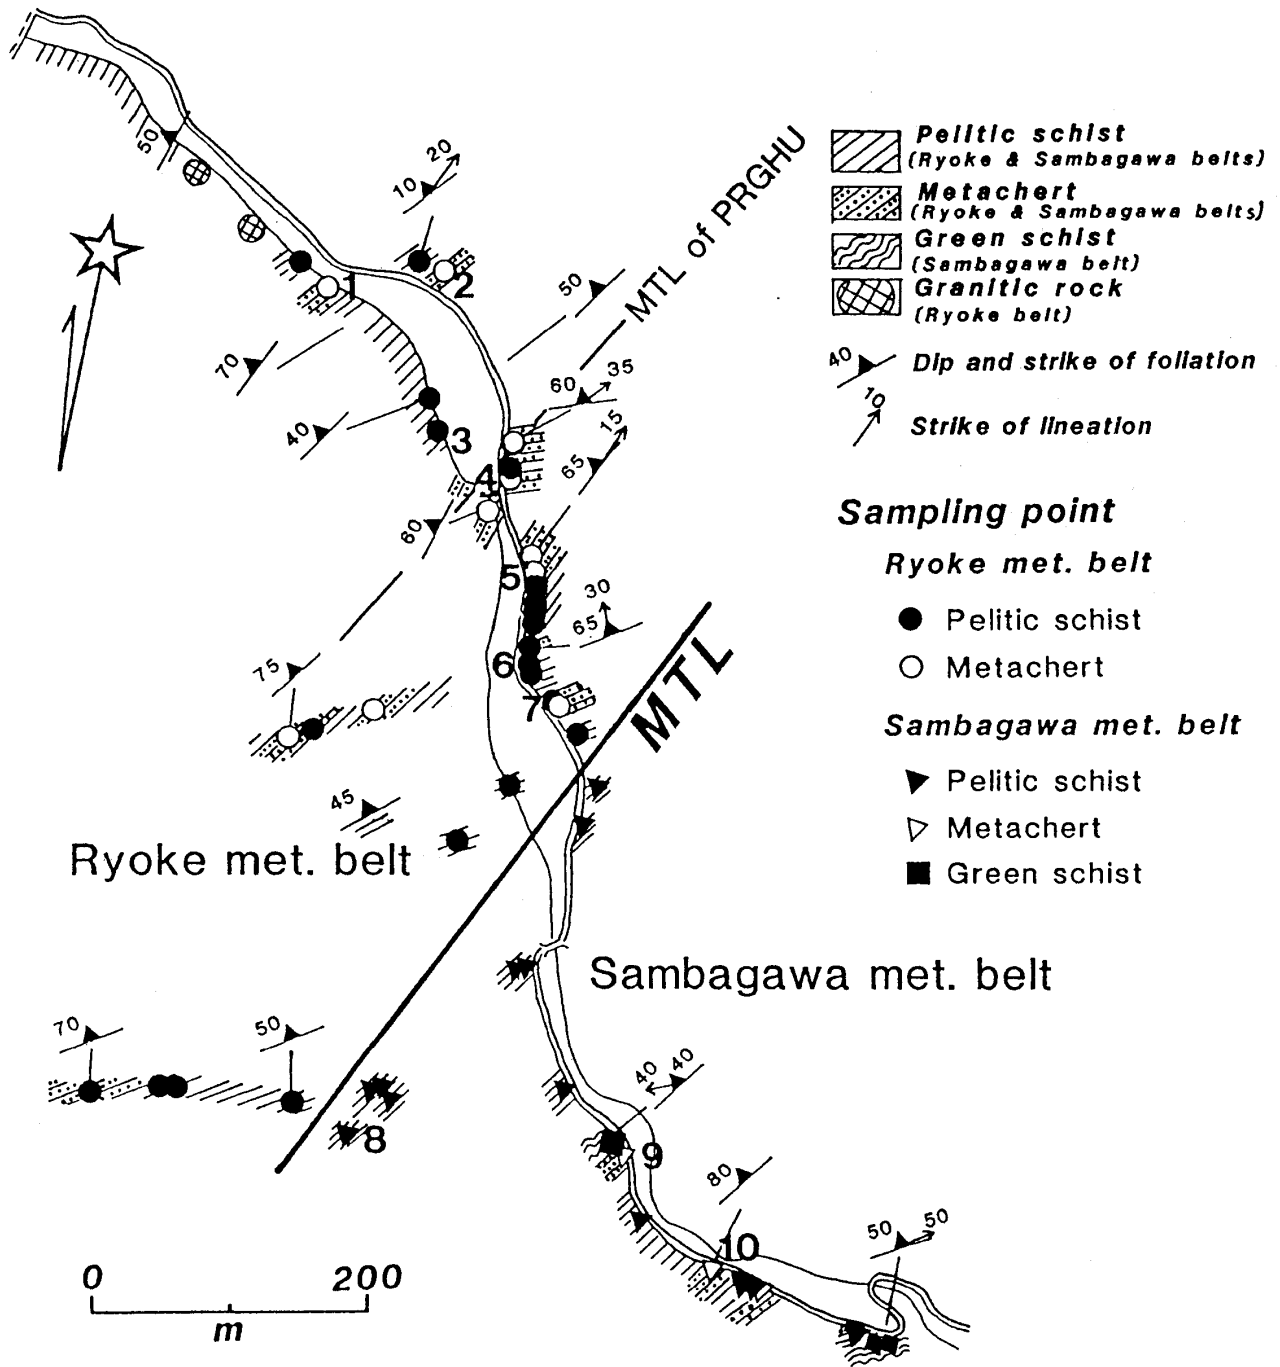 50
20
10
MTL of PRGHU
1
2
50
70
60
35
15
40
3
4
65
60
5
30
65
6
75
7
MTL
45
Ryoke met. belt
Sambagawa met. belt
70
50
8
40
40
9
80
10
50
50
0 200
m
Pelitic schist
(Ryoke & Sambagawa belts)
Metachert
(Ryoke & Sambagawa belts)
Green schist
(Sambagawa belt)
Granitic rock
(Ryoke belt)
40
Dip and strike of foliation
10
Strike of lineation
Sampling point
Ryoke met. belt
Pelitic schist
Metachert
Sambagawa met. belt
Pelitic schist
Metachert
Green schist